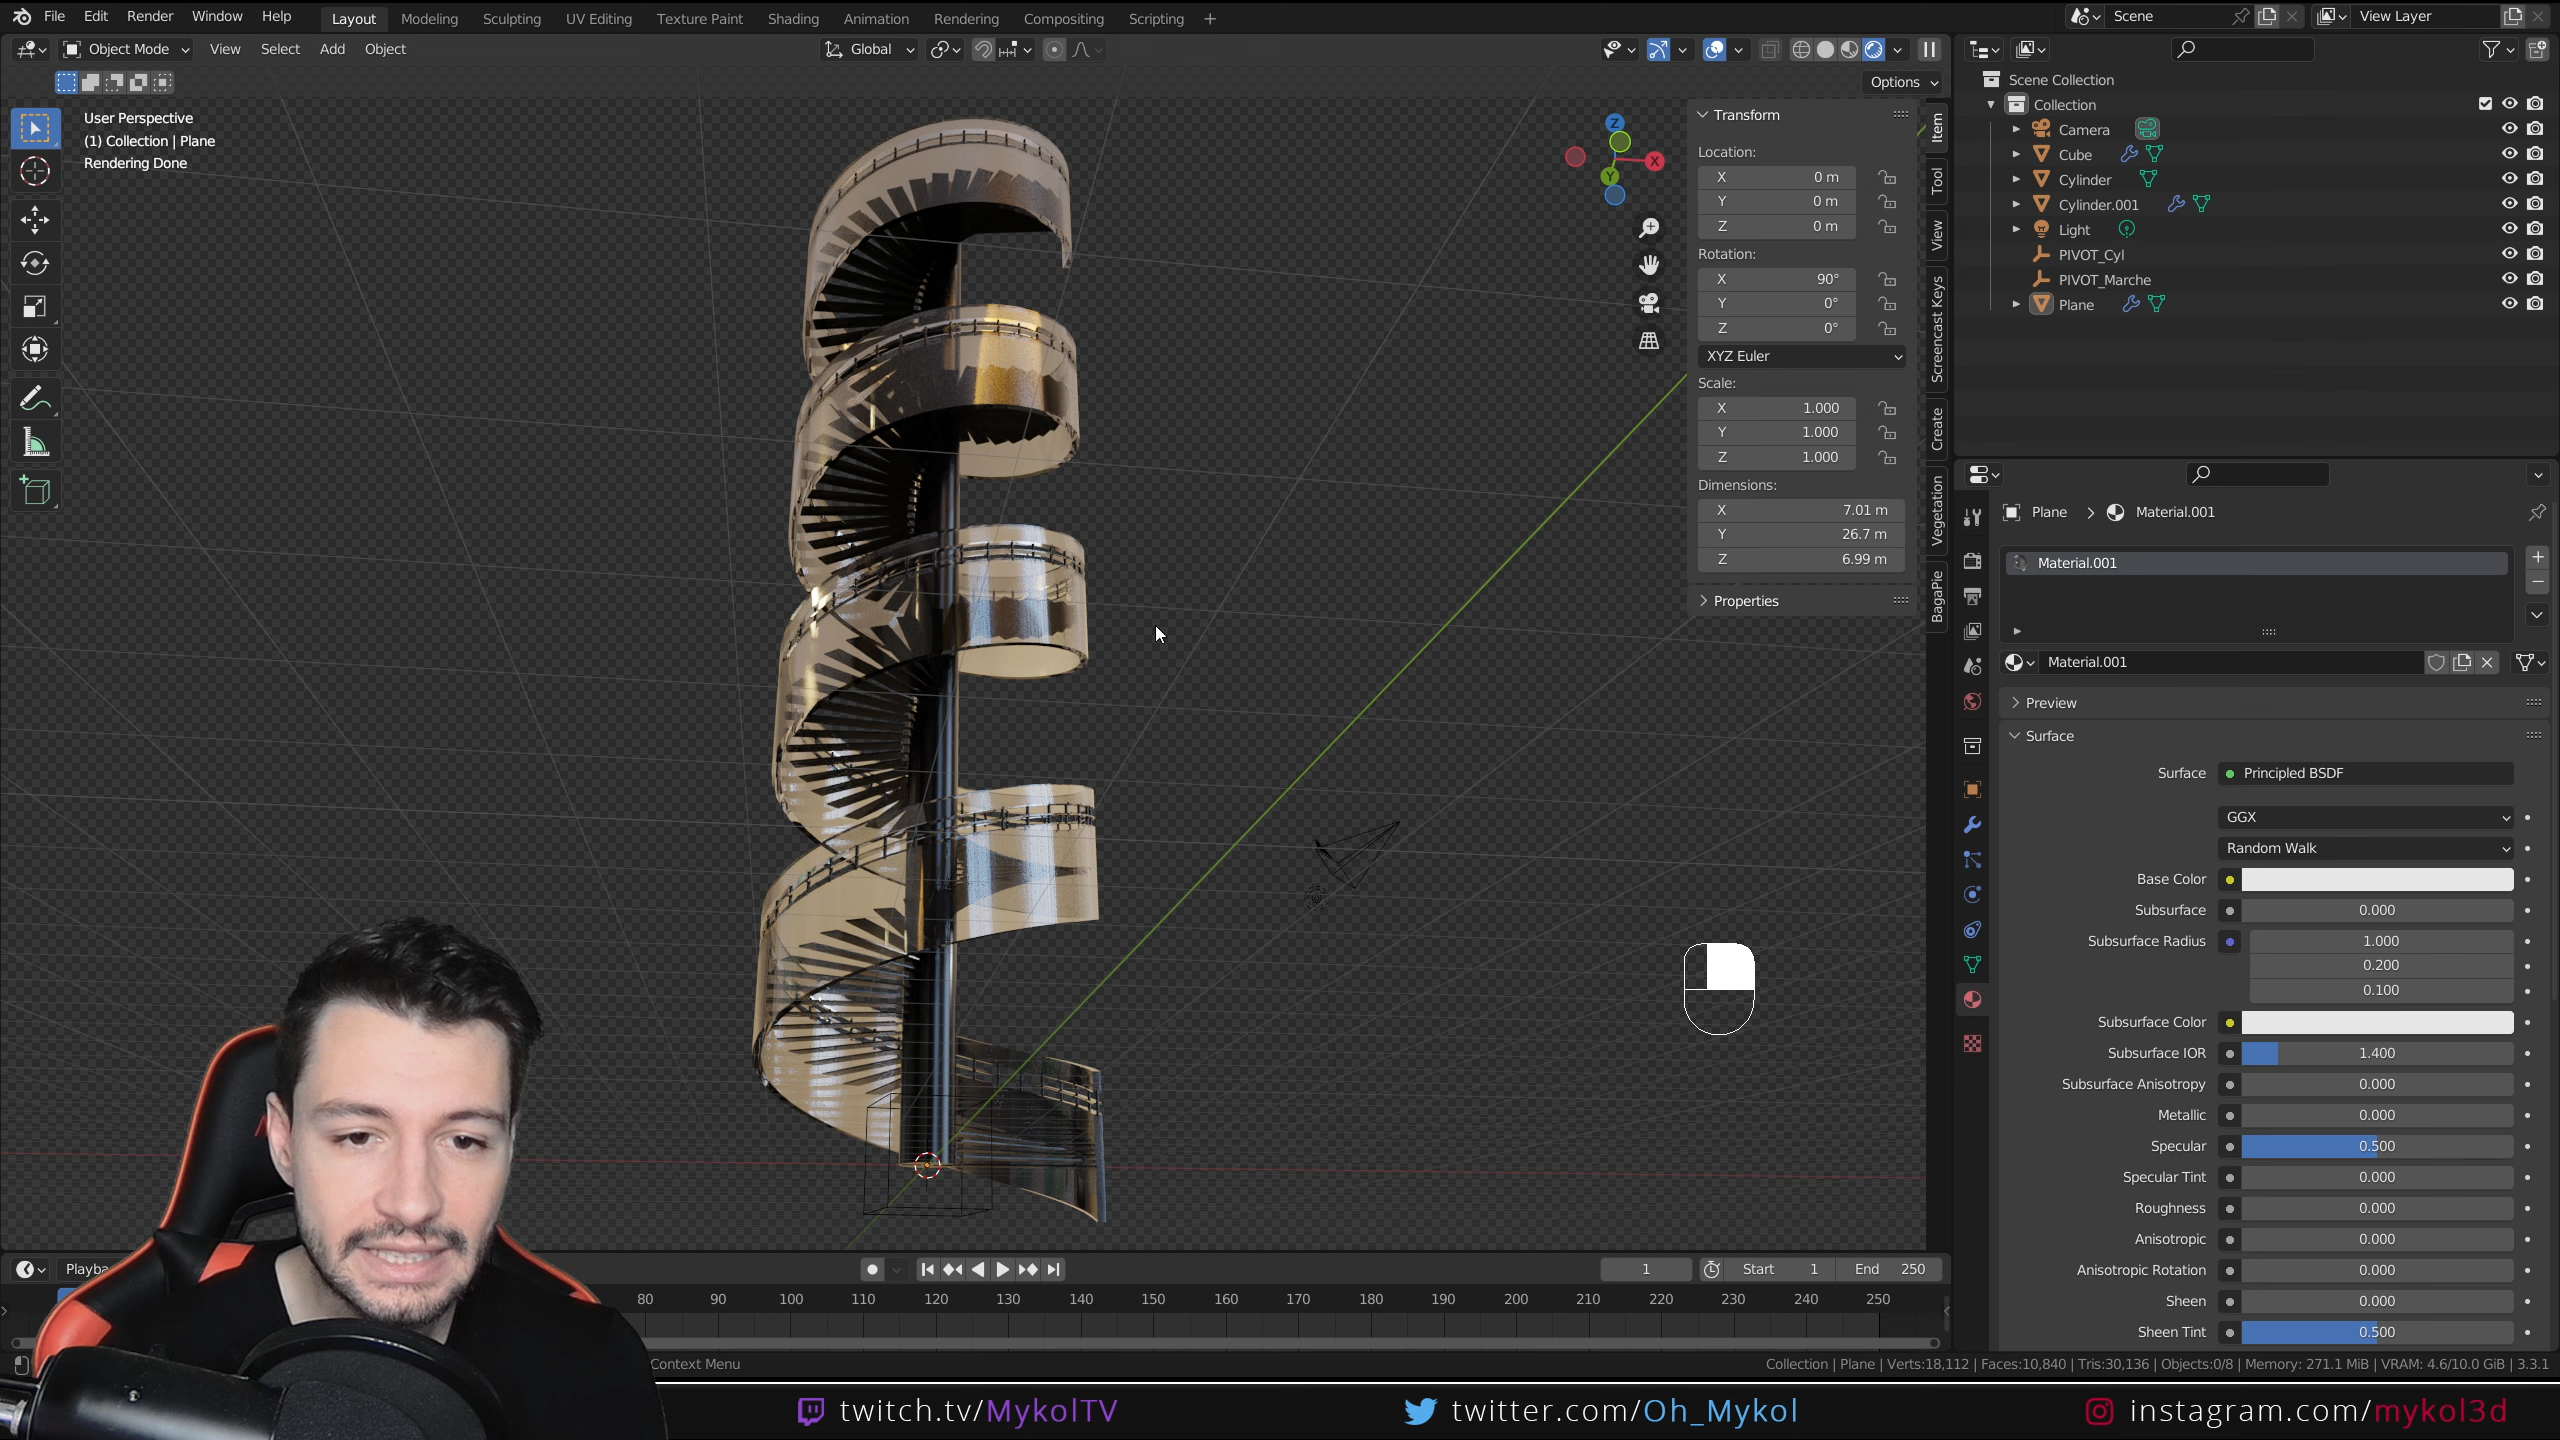 File Edit Render Window Help Layout Modeling Sculpting UV Editing Texture Paint Shading Animation Rendering Compositing Scripting +
Scene
View Layer
Object Mode View Select Add Object
Global
Options
User Perspective
(1) Collection | Plane
Rendering Done
Z
X
Y
Transform
Location:
X 0 m
Y 0 m
Z 0 m
Rotation:
X 90°
Y 0°
Z 0°
XYZ Euler
Scale:
X 1.000
Y 1.000
Z 1.000
Dimensions:
X 7.01 m
Y 26.7 m
Z 6.99 m
Properties
Item
Tool
View
Screencast Keys
Create
Vegetation
BagaPie
Scene Collection
Collection
Camera
Cube
Cylinder
Cylinder.001
Light
PIVOT_Cyl
PIVOT_Marche
Plane
Plane > Material.001
Material.001
Material.001
Preview
Surface
Surface Principled BSDF
GGX
Random Walk
Base Color
Subsurface 0.000
Subsurface Radius 1.000
0.200
0.100
Subsurface Color
Subsurface IOR 1.400
Subsurface Anisotropy 0.000
Metallic 0.000
Specular 0.500
Specular Tint 0.000
Roughness 0.000
Anisotropic 0.000
Anisotropic Rotation 0.000
Sheen 0.000
Sheen Tint 0.500
Playba
1 Start 1 End 250
80 90 100 110 120 130 140 150 160 170 180 190 200 210 220 230 240 250
Context Menu
Collection | Plane | Verts:18,112 | Faces:10,840 | Tris:30,136 | Objects:0/8 | Memory: 271.1 MiB | VRAM: 4.6/10.0 GiB | 3.3.1
twitch.tv/MykolTV
twitter.com/Oh_Mykol
instagram.com/mykol3d